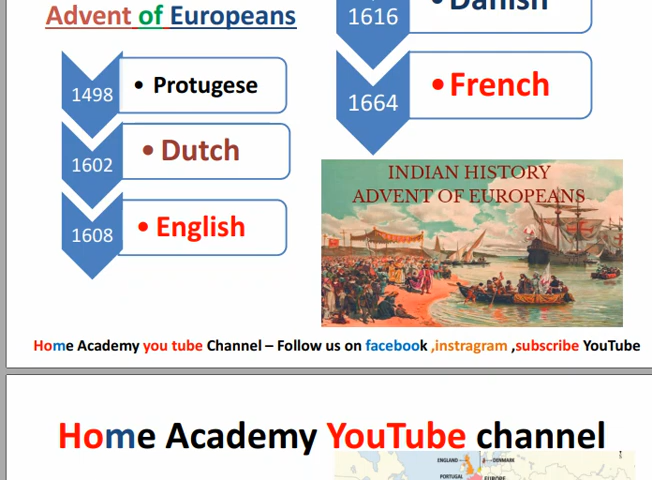 Advent of Europeans
1498
• Protugese
1602
• Dutch
1608
• English
1616
• Danish
1664
• French
INDIAN HISTORY
ADVENT OF EUROPEANS
Home Academy you tube Channel – Follow us on facebook ,instragram ,subscribe YouTube
Home Academy YouTube channel
ENGLAND
DENMARK
PORTUGAL
EUROPE